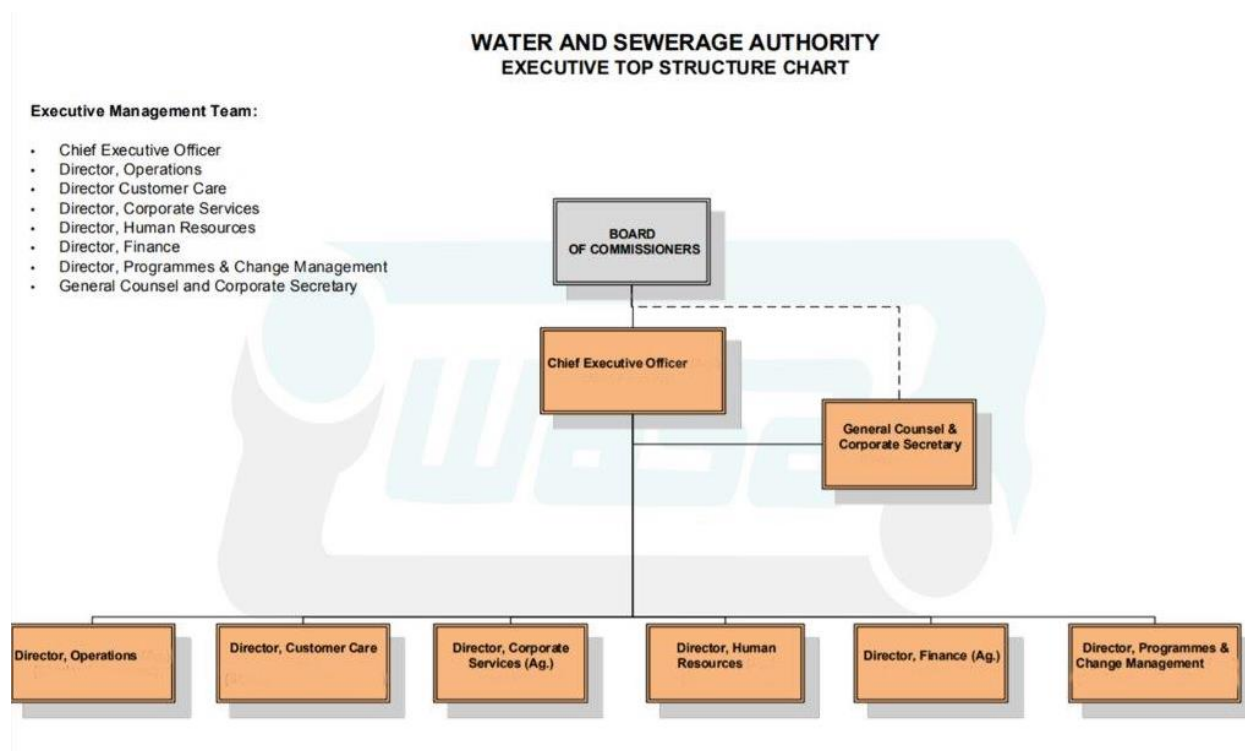 WATER AND SEWERAGE AUTHORITY
EXECUTIVE TOP STRUCTURE CHART
Executive Management Team:
• Chief Executive Officer
• Director, Operations
• Director Customer Care
• Director, Corporate Services
• Director, Human Resources
• Director, Finance
• Director, Programmes & Change Management
• General Counsel and Corporate Secretary
BOARD
OF COMMISSIONERS
Chief Executive Officer
General Counsel &
Corporate Secretary
wasa
Director, Operations
Director, Customer Care
Director, Corporate
Services (Ag.)
Director, Human
Resources
Director, Finance (Ag.)
Director, Programmes &
Change Management